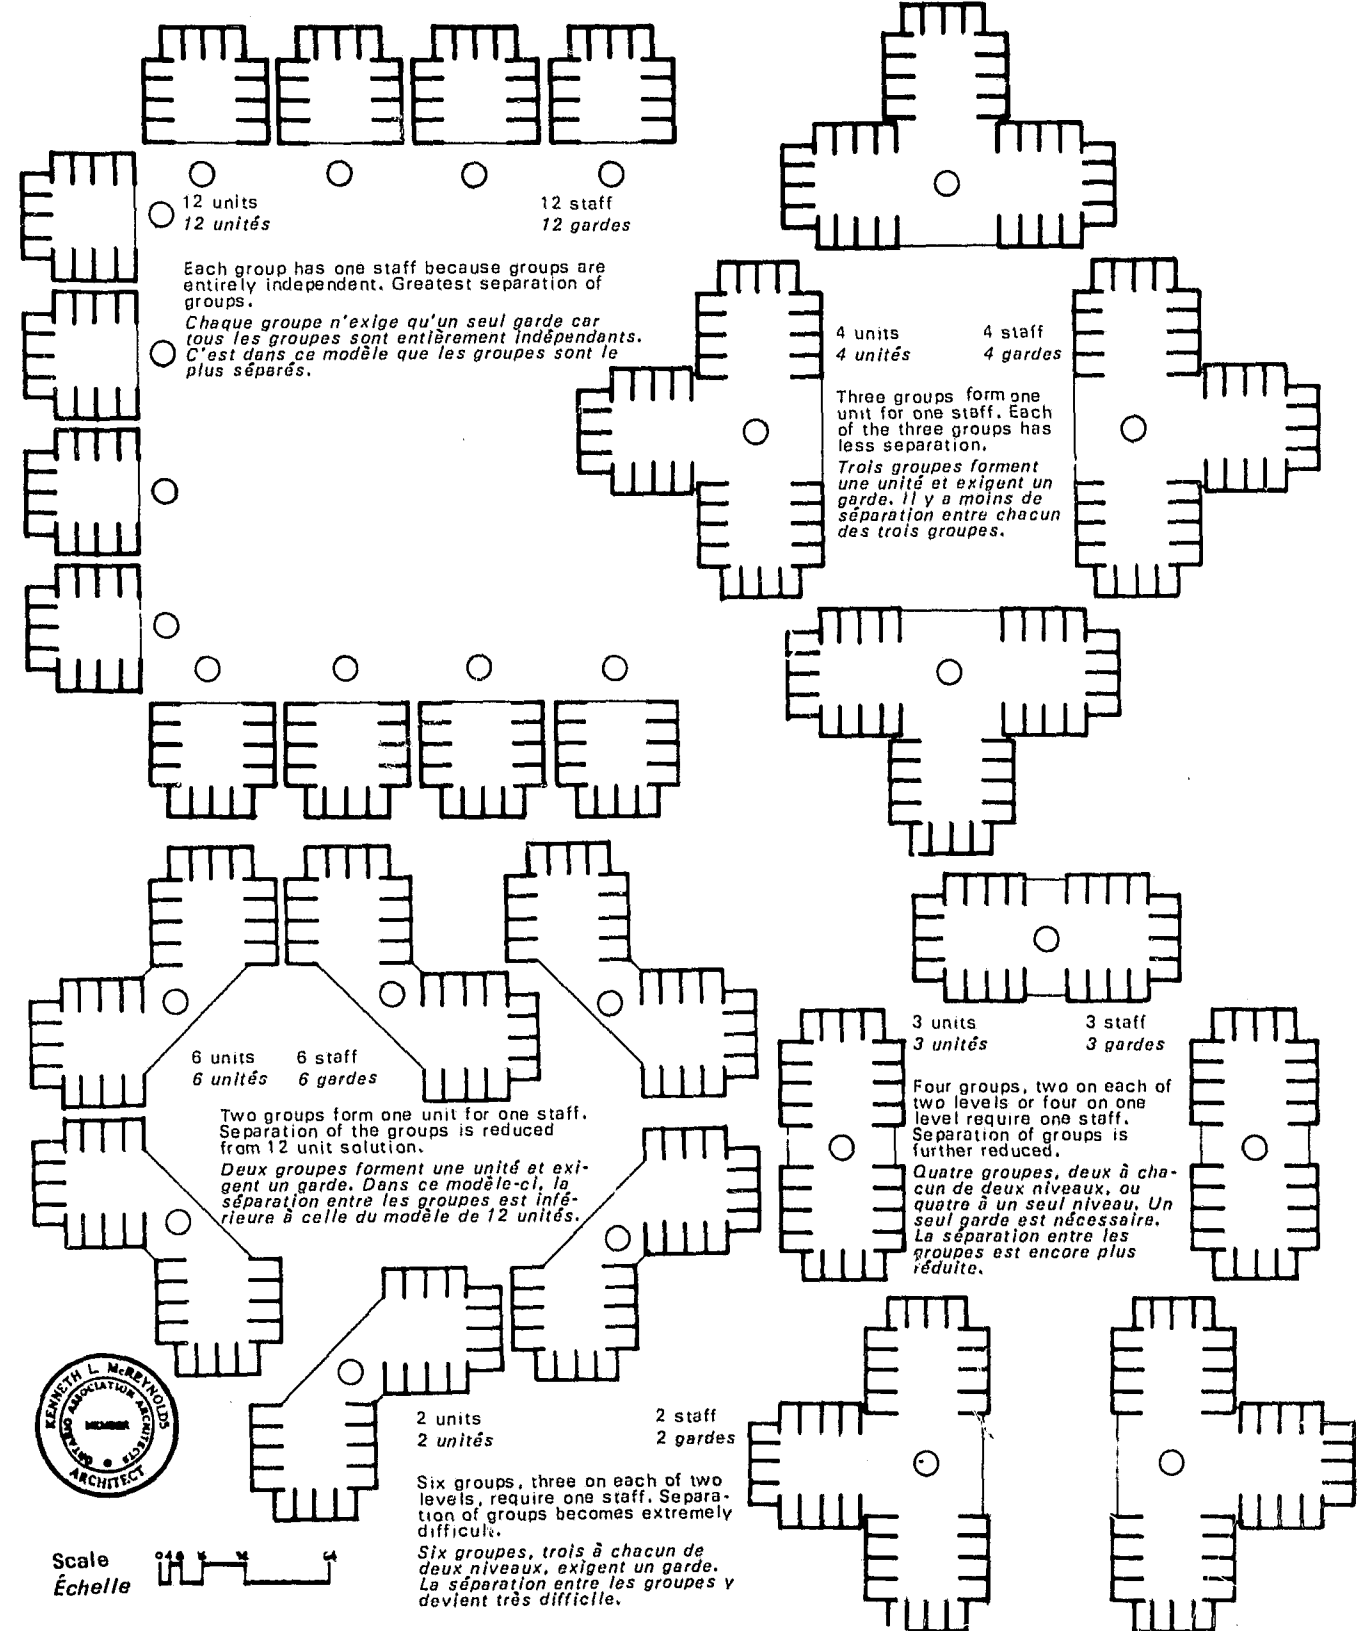 12 units
12 unités
12 staff
12 gardes
Each group has one staff because groups are
entirely independent. Greatest separation of
groups.
Chaque groupe n'exige qu'un seul garde car
tous les groupes sont entièrement indépendants.
C'est dans ce modèle que les groupes sont le
plus séparés.
4 units
4 unités
4 staff
4 gardes
Three groups form one
unit for one staff. Each
of the three groups has
less separation.
Trois groupes forment
une unité et exigent un
garde. Il y a moins de
séparation entre chacun
des trois groupes.
6 units
6 unités
6 staff
6 gardes
Two groups form one unit for one staff.
Separation of the groups is reduced
from 12 unit solution.
Deux groupes forment une unité et exi-
gent un garde. Dans ce modèle-ci, la
séparation entre les groupes est infé-
rieure à celle du modèle de 12 unités.
3 units
3 unités
3 staff
3 gardes
Four groups, two on each of
two levels or four on one
level require one staff.
Separation of groups is
further reduced.
Quatre groupes, deux à cha-
cun de deux niveaux, ou
quatre à un seul niveau. Un
seul garde est nécessaire.
La séparation entre les
groupes est encore plus
réduite.
2 units
2 unités
2 staff
2 gardes
Six groups, three on each of two
levels, require one staff. Separa-
tion of groups becomes extremely
difficult.
Six groupes, trois à chacun de
deux niveaux, exigent un garde.
La séparation entre les groupes y
devient très difficile.
KENNETH L. McREYNOLDS
ARCHITECT
ONTARIO ASSOCIATION ARCHITECTS
MEMBER
Scale
Échelle
0 4 8 16 32 64